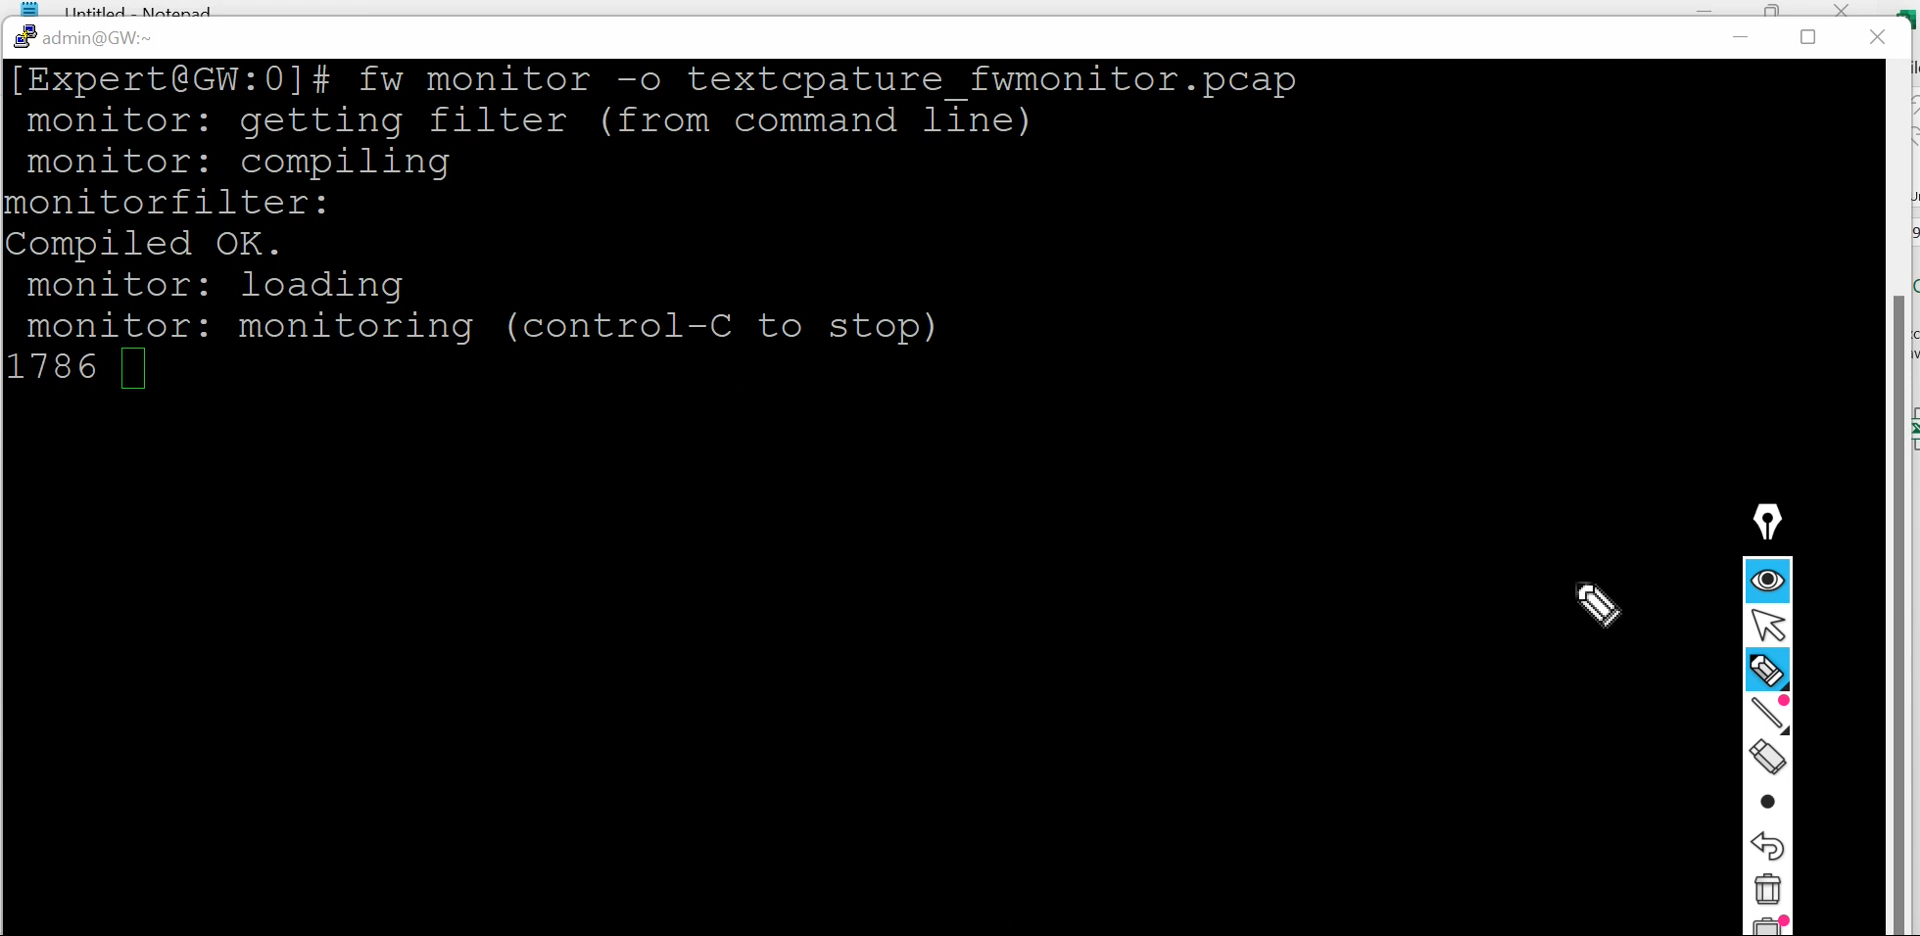 Untitled - Notepad
admin@GW:~
[Expert@GW:0]# fw monitor -o textcpature_fwmonitor.pcap
monitor: getting filter (from command line)
monitor: compiling
monitorfilter:
Compiled OK.
monitor: loading
monitor: monitoring (control-C to stop)
1786